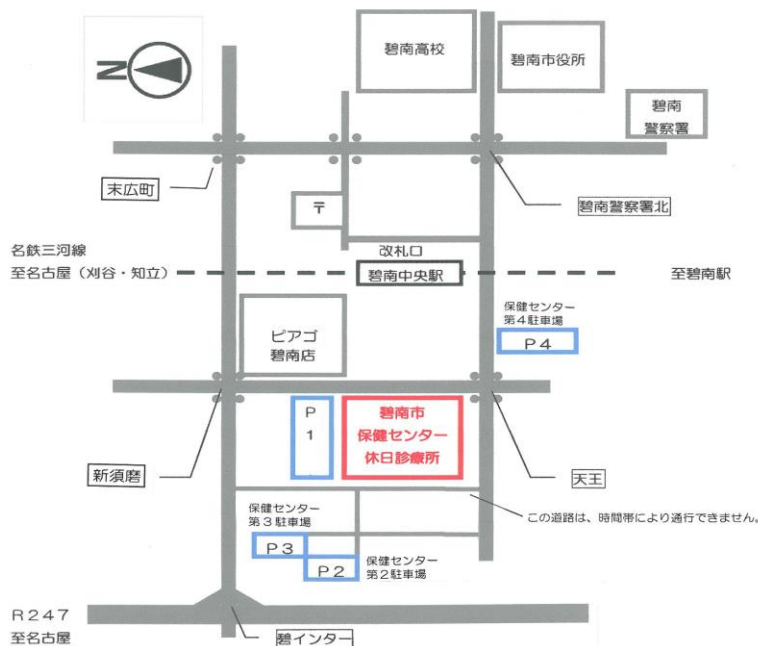 N
碧南高校
碧南市役所
碧南
警察署
末広町
〒
碧南警察署北
名鉄三河線
至名古屋（刈谷・知立）
改札口
碧南中央駅
至碧南駅
保健センター
第４駐車場
Ｐ４
ピアゴ
碧南店
Ｐ
１
碧南市
保健センター
休日診療所
新須磨
天王
この道路は、時間帯により通行できません。
保健センター
第３駐車場
Ｐ３
Ｐ２
保健センター
第２駐車場
Ｒ２４７
至名古屋
碧インター